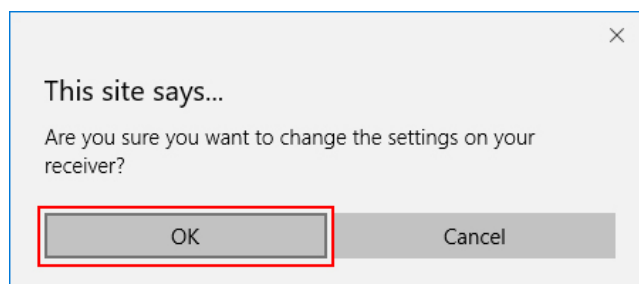 This site says...
Are you sure you want to change the settings on your
receiver?
OK
Cancel